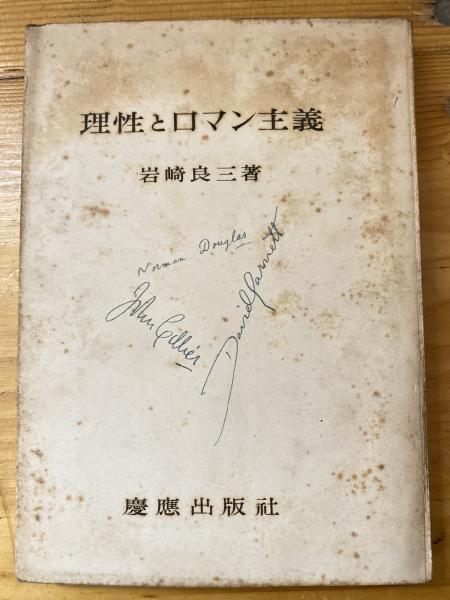 理性とロマン主義
岩崎良三著
Norman Douglas
John Collier
David Garnett
慶應出版社